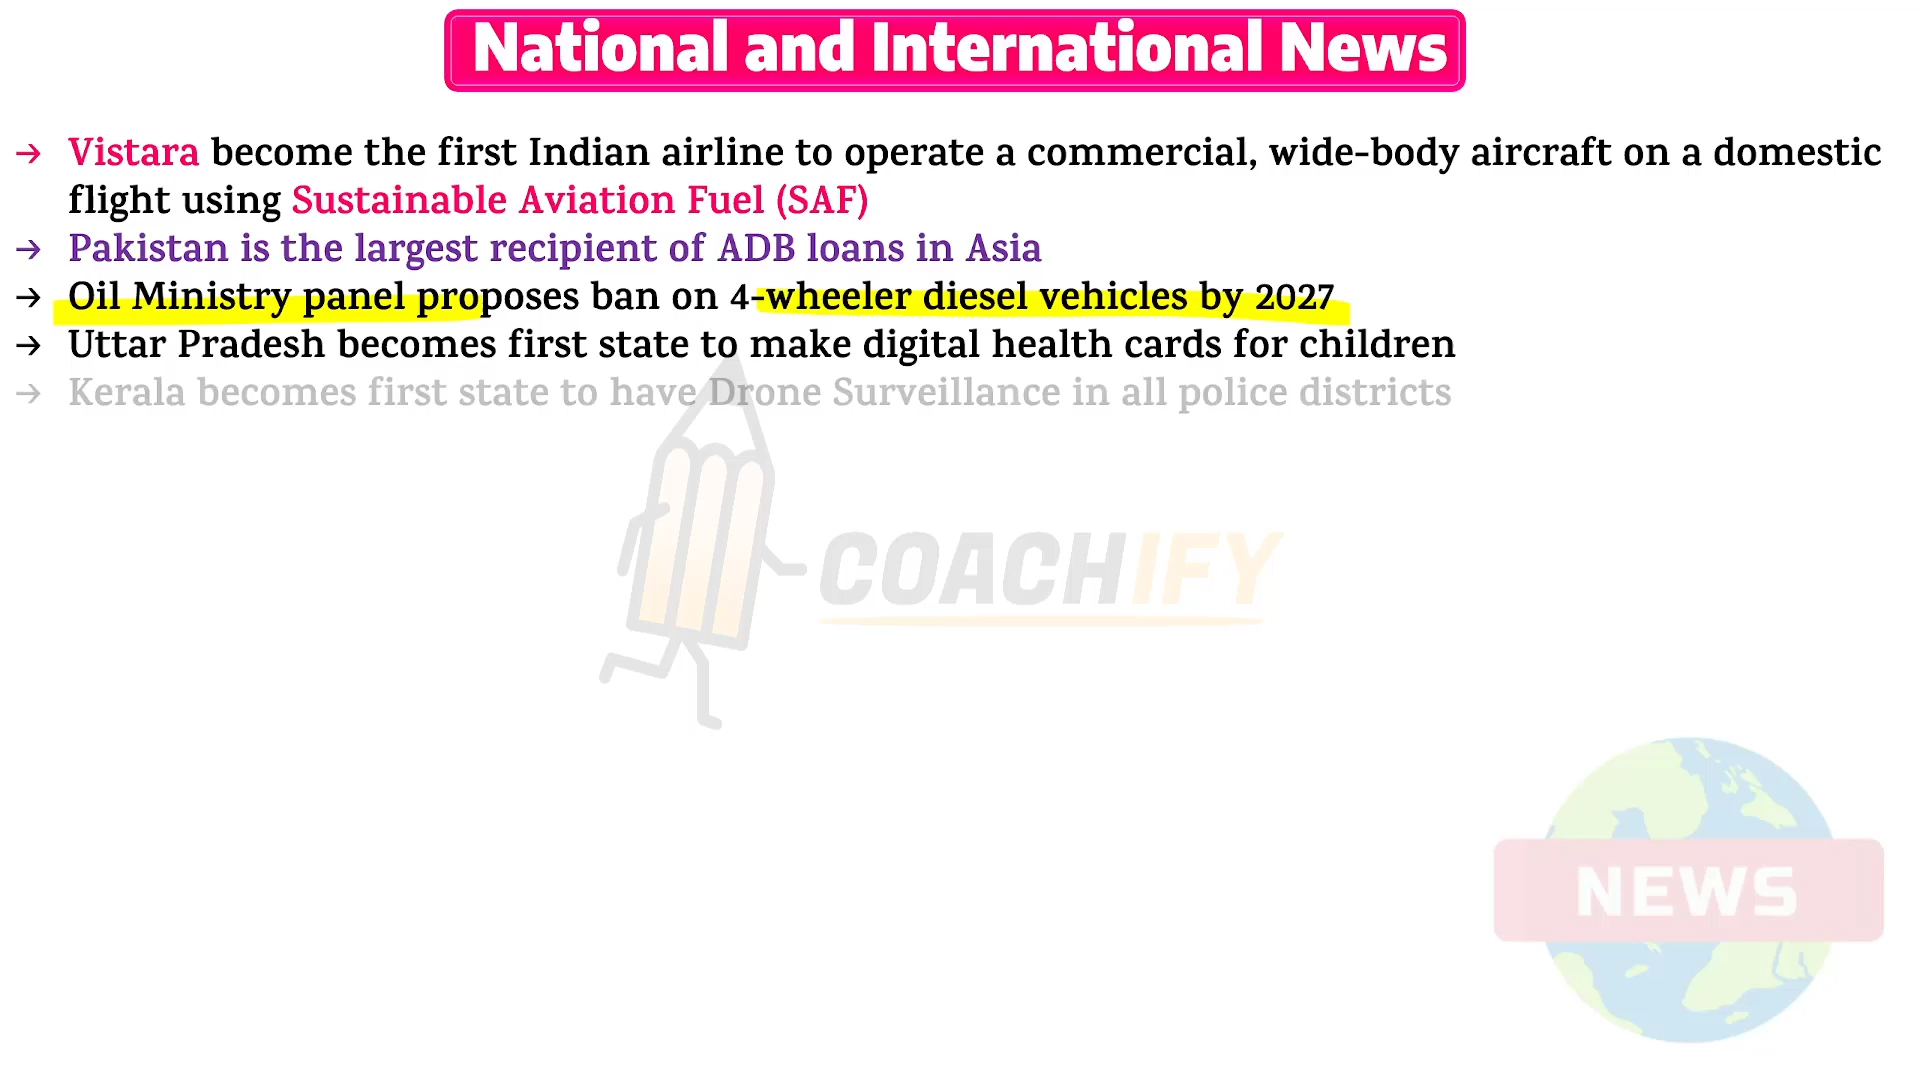 National and International News
→ Vistara become the first Indian airline to operate a commercial, wide-body aircraft on a domestic
flight using Sustainable Aviation Fuel (SAF)
→ Pakistan is the largest recipient of ADB loans in Asia
→ Oil Ministry panel proposes ban on 4-wheeler diesel vehicles by 2027
→ Uttar Pradesh becomes first state to make digital health cards for children
→ Kerala becomes first state to have Drone Surveillance in all police districts
COACHIFY
NEWS